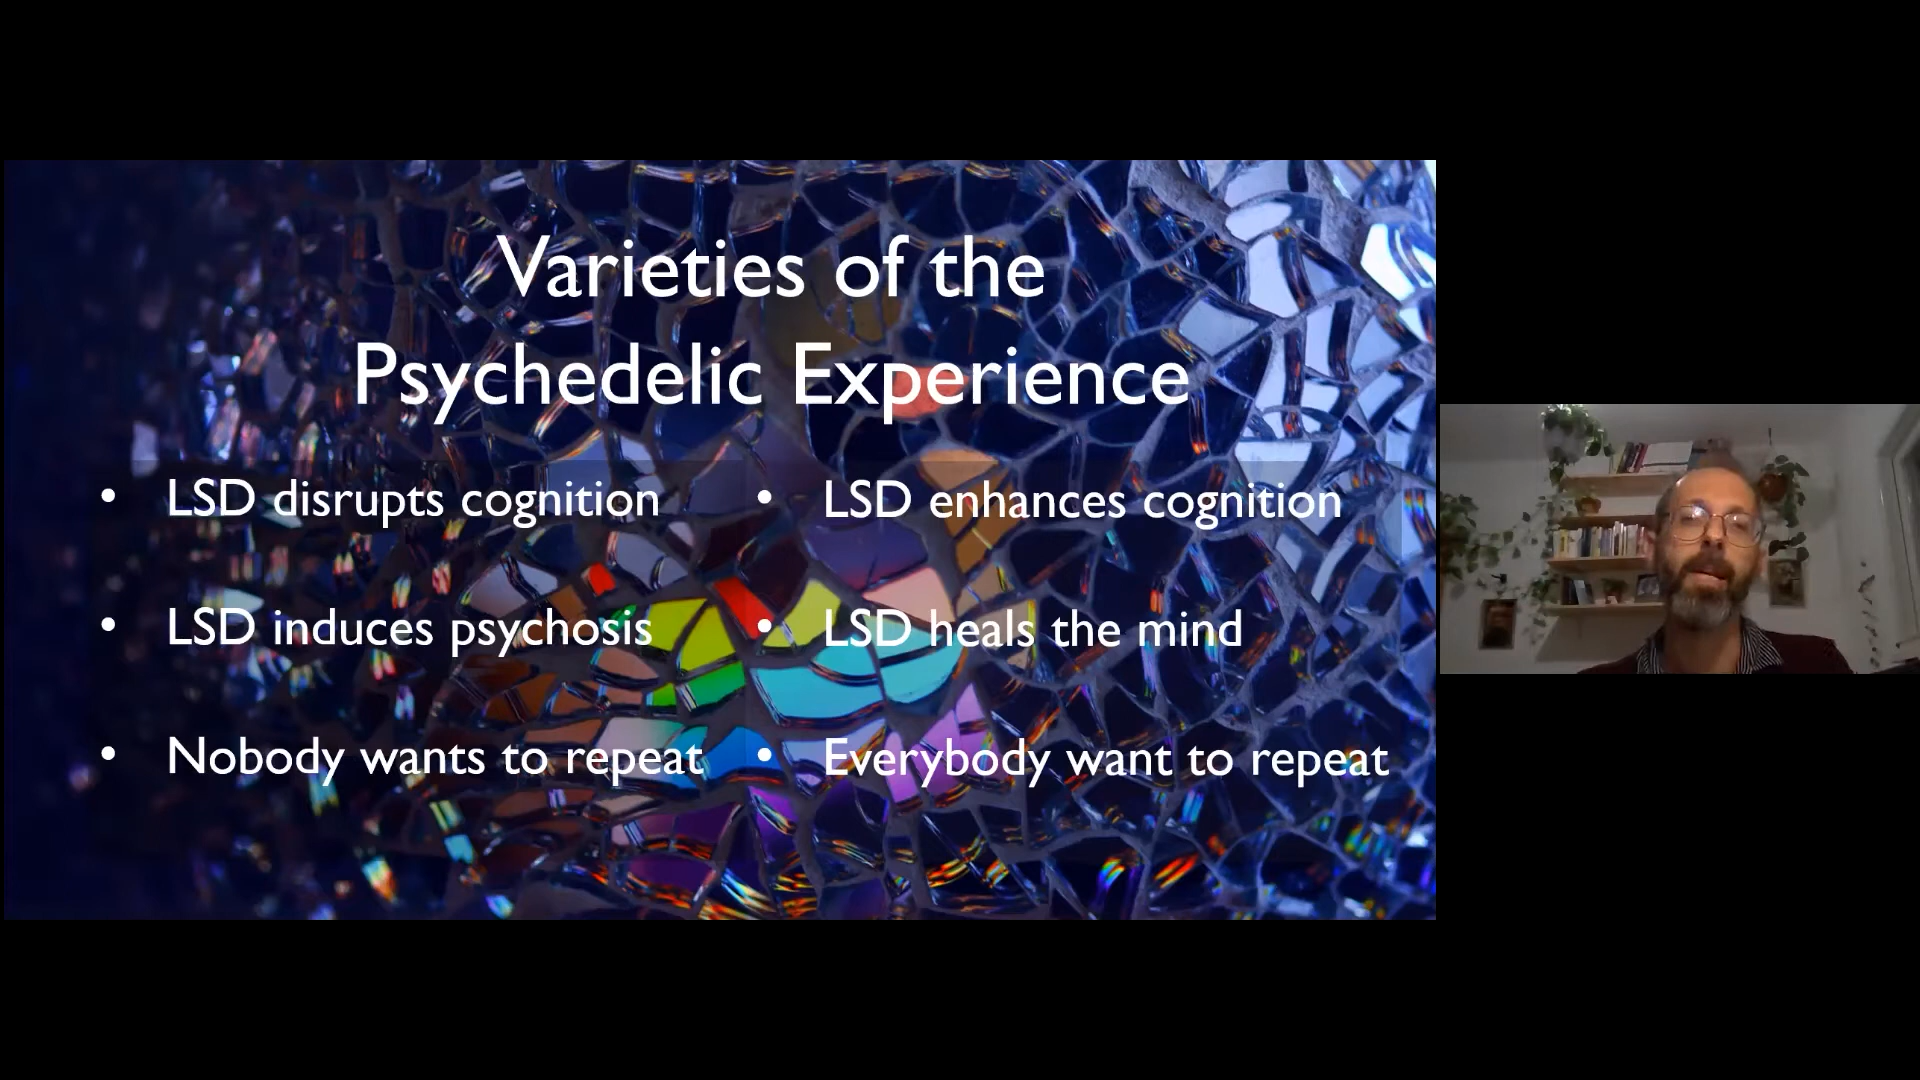 Varieties of the
Psychedelic Experience
• LSD disrupts cognition
• LSD induces psychosis
• Nobody wants to repeat
• LSD enhances cognition
• LSD heals the mind
• Everybody want to repeat